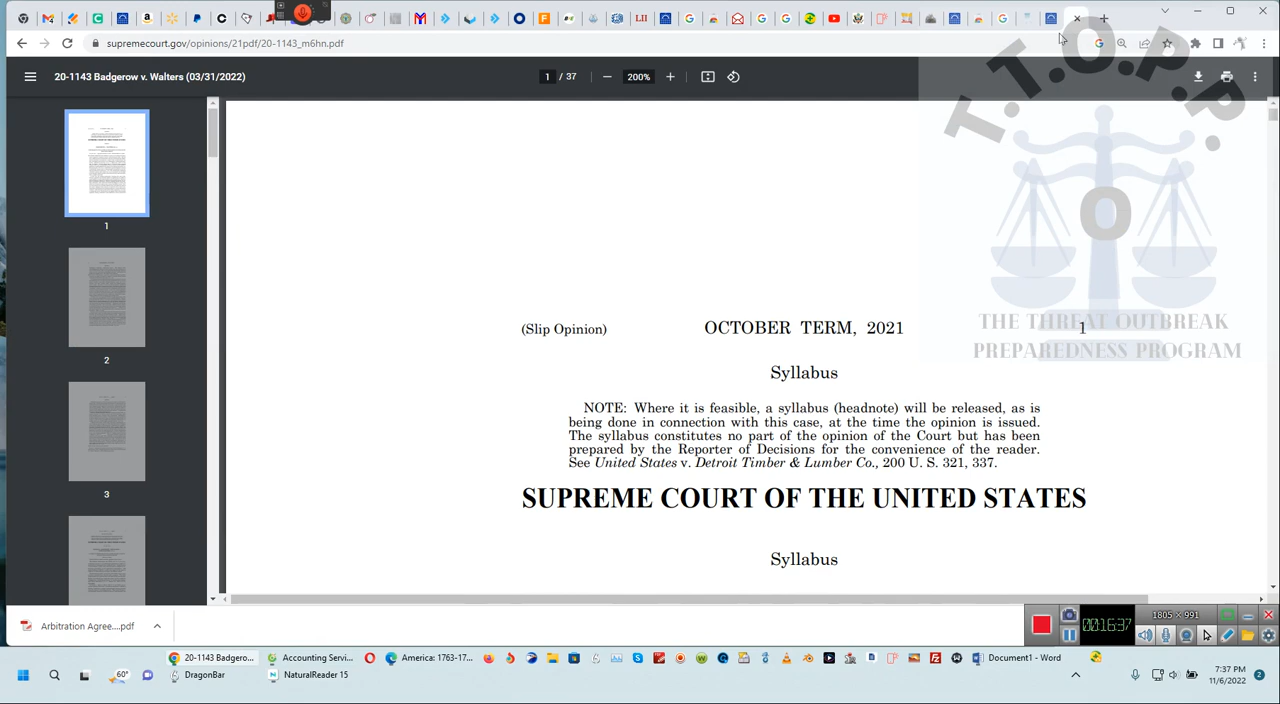 supremecourt.gov/opinions/21pdf/20-1143_m6hn.pdf
20-1143 Badgerow v. Walters (03/31/2022)
1 / 37
200%
T.T.O.P.P.
O
THE THREAT OUTBREAK
PREPAREDNESS PROGRAM
1
2
3
(Slip Opinion)
OCTOBER TERM, 2021
1
Syllabus
NOTE: Where it is feasible, a syllabus (headnote) will be released, as is
being done in connection with this case, at the time the opinion is issued.
The syllabus constitutes no part of the opinion of the Court but has been
prepared by the Reporter of Decisions for the convenience of the reader.
See United States v. Detroit Timber & Lumber Co., 200 U. S. 321, 337.
SUPREME COURT OF THE UNITED STATES
Syllabus
Arbitration Agree....pdf
1805 × 991
00:16:37
20-1143 Badgero...
Accounting Servi...
America: 1763-17...
Document1 - Word
60°
DragonBar
NaturalReader 15
7:37 PM
11/6/2022
2